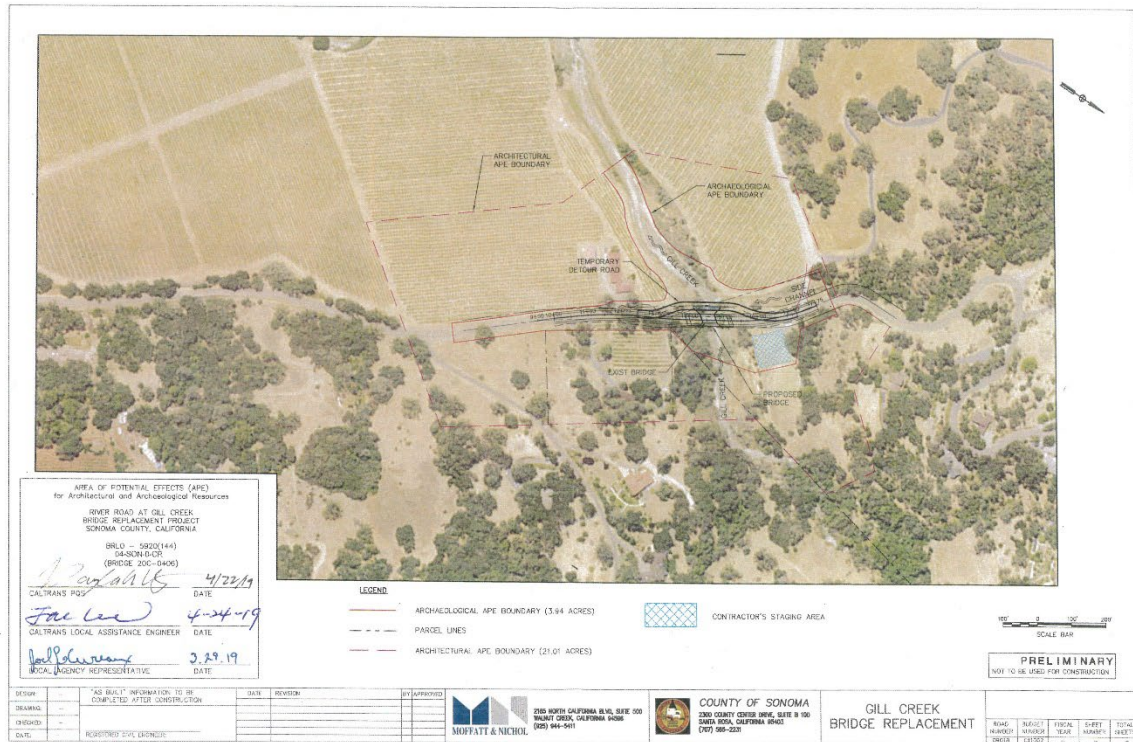 ARCHITECTURAL
APE BOUNDARY
ARCHAEOLOGICIAL
APE BOUNDARY
TEMPORARY
DETOUR ROAD
GILL CREEK
SIDE
CHANNEL
EXIST BRIDGE
PROPOSED
BRIDGE
GILL CREEK
AREA OF POTENTIAL EFFECTS (APE)
for Architectural and Archaeological Resources
RIVER ROAD AT GILL CREEK
BRIDGE REPLACEMENT PROJECT
SONOMA COUNTY, CALIFORNIA
BRLO - 5920(144)
04-SON-0-CR
(BRIDGE 20C-0406)
4/22/19
CALTRANS PQS DATE
4-24-19
CALTRANS LOCAL ASSISTANCE ENGINEER DATE
3.29.19
LOCAL AGENCY REPRESENTATIVE DATE
LEGEND
ARCHAEOLOGICAL APE BOUNDARY (3.94 ACRES)
PARCEL LINES
ARCHITECTURAL APE BOUNDARY (21.01 ACRES)
CONTRACTOR'S STAGING AREA
100' 0 100' 200'
SCALE BAR
PRELIMINARY
NOT TO BE USED FOR CONSTRUCTION
DESIGN: -
DRAWING: -
CHECKED: -
DATE: -
"AS BUILT" INFORMATION TO BE
COMPLETED AFTER CONSTRUCTION
REGISTERED CIVIL ENGINEER
DATE REVISION BY APPROVED
MOFFATT & NICHOL
2185 NORTH CALIFORNIA BLVD, SUITE 500
WALNUT CREEK, CALIFORNIA 94596
(925) 944-5411
COUNTY OF SONOMA
2300 COUNTY CENTER DRIVE, SUITE B 100
SANTA ROSA, CALIFORNIA 95403
(707) 565-2231
GILL CREEK
BRIDGE REPLACEMENT
ROAD NUMBER
BUDGET NUMBER
FISCAL YEAR
SHEET NUMBER
TOTAL SHEETS